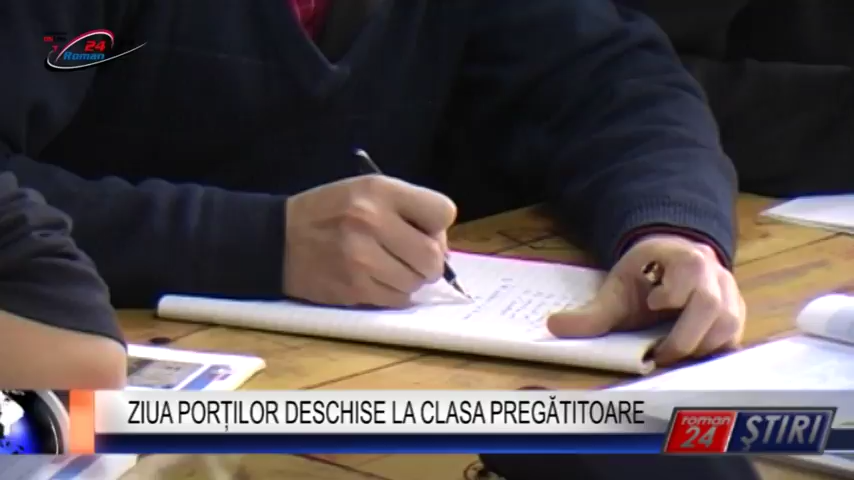 24
Roman
ZIUA PORȚILOR DESCHISE LA CLASA PREGĂTITOARE
roman
24
ȘTIRI